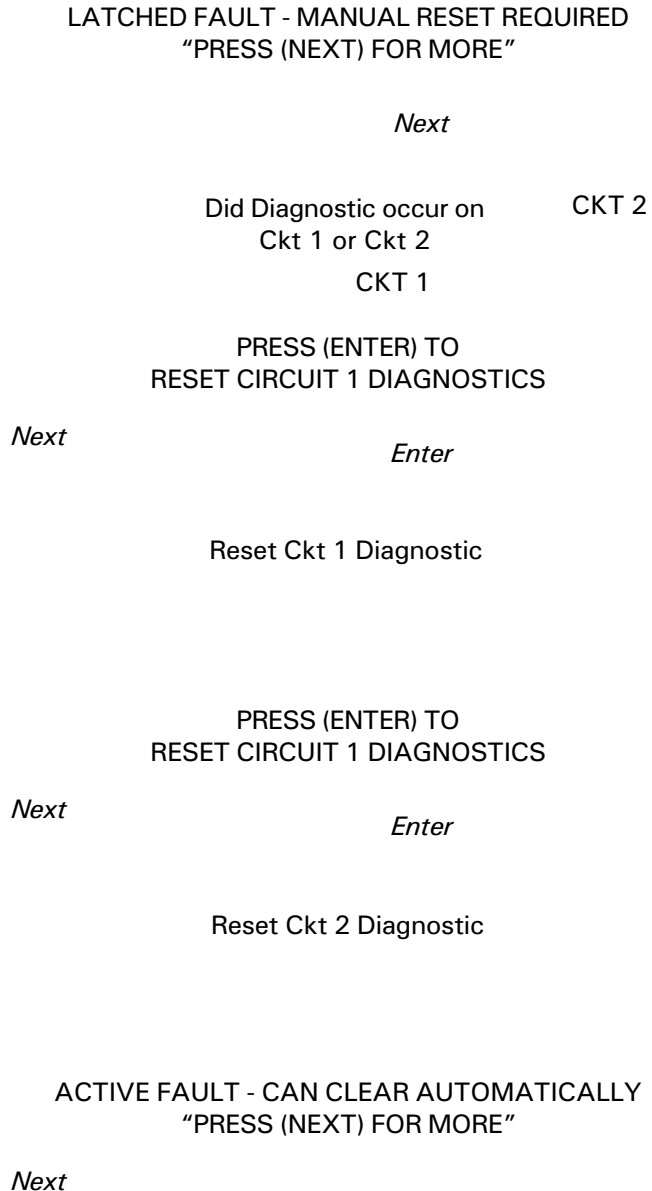 LATCHED FAULT - MANUAL RESET REQUIRED
“PRESS (NEXT) FOR MORE”
Next
Did Diagnostic occur on
Ckt 1 or Ckt 2
CKT 2
CKT 1
PRESS (ENTER) TO
RESET CIRCUIT 1 DIAGNOSTICS
Next
Enter
Reset Ckt 1 Diagnostic
PRESS (ENTER) TO
RESET CIRCUIT 1 DIAGNOSTICS
Next
Enter
Reset Ckt 2 Diagnostic
ACTIVE FAULT - CAN CLEAR AUTOMATICALLY
“PRESS (NEXT) FOR MORE”
Next